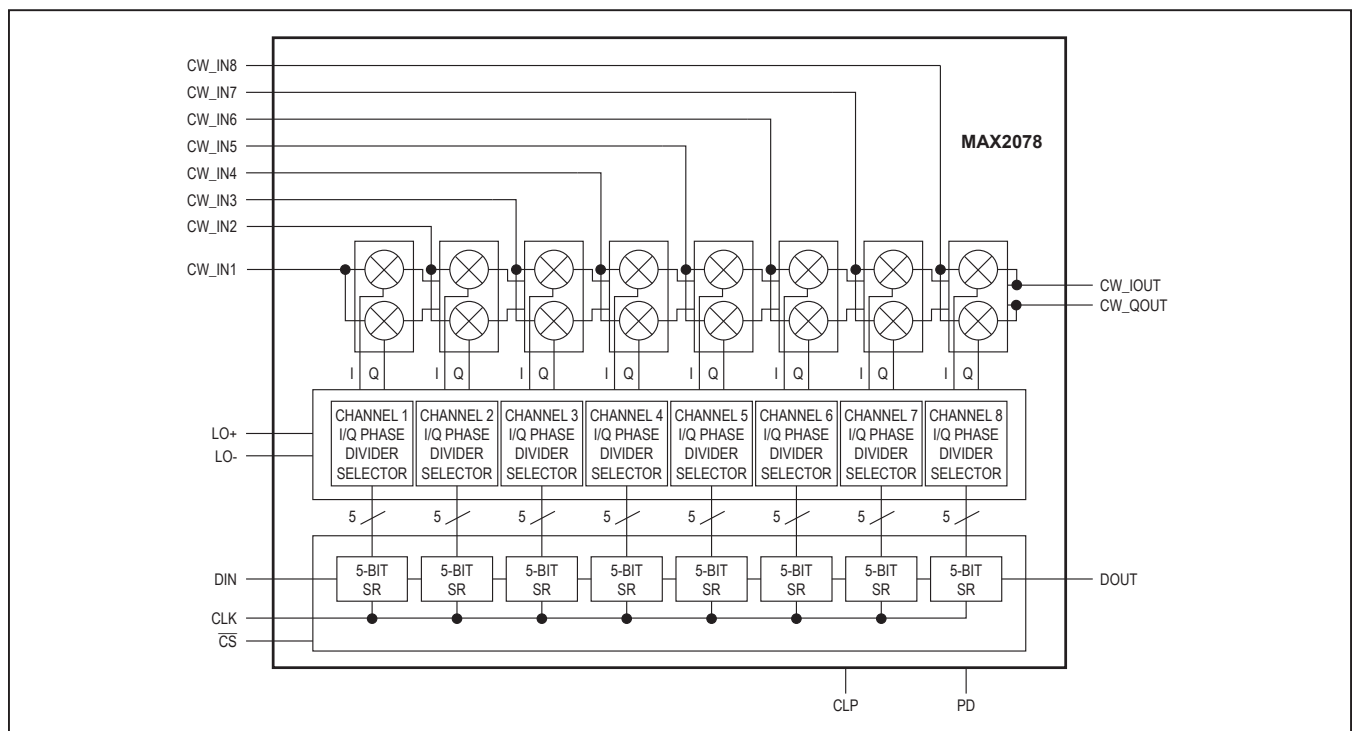 CW_IN8
CW_IN7
CW_IN6
CW_IN5
CW_IN4
CW_IN3
CW_IN2
CW_IN1
MAX2078
CW_IOUT
CW_QOUT
I Q I Q I Q I Q I Q I Q I Q I Q
LO+
LO-
CHANNEL 1
I/Q PHASE
DIVIDER
SELECTOR
CHANNEL 2
I/Q PHASE
DIVIDER
SELECTOR
CHANNEL 3
I/Q PHASE
DIVIDER
SELECTOR
CHANNEL 4
I/Q PHASE
DIVIDER
SELECTOR
CHANNEL 5
I/Q PHASE
DIVIDER
SELECTOR
CHANNEL 6
I/Q PHASE
DIVIDER
SELECTOR
CHANNEL 7
I/Q PHASE
DIVIDER
SELECTOR
CHANNEL 8
I/Q PHASE
DIVIDER
SELECTOR
5 5 5 5 5 5 5 5
DIN
5-BIT
SR
5-BIT
SR
5-BIT
SR
5-BIT
SR
5-BIT
SR
5-BIT
SR
5-BIT
SR
5-BIT
SR
DOUT
CLK
C̅S̅
CLP
PD